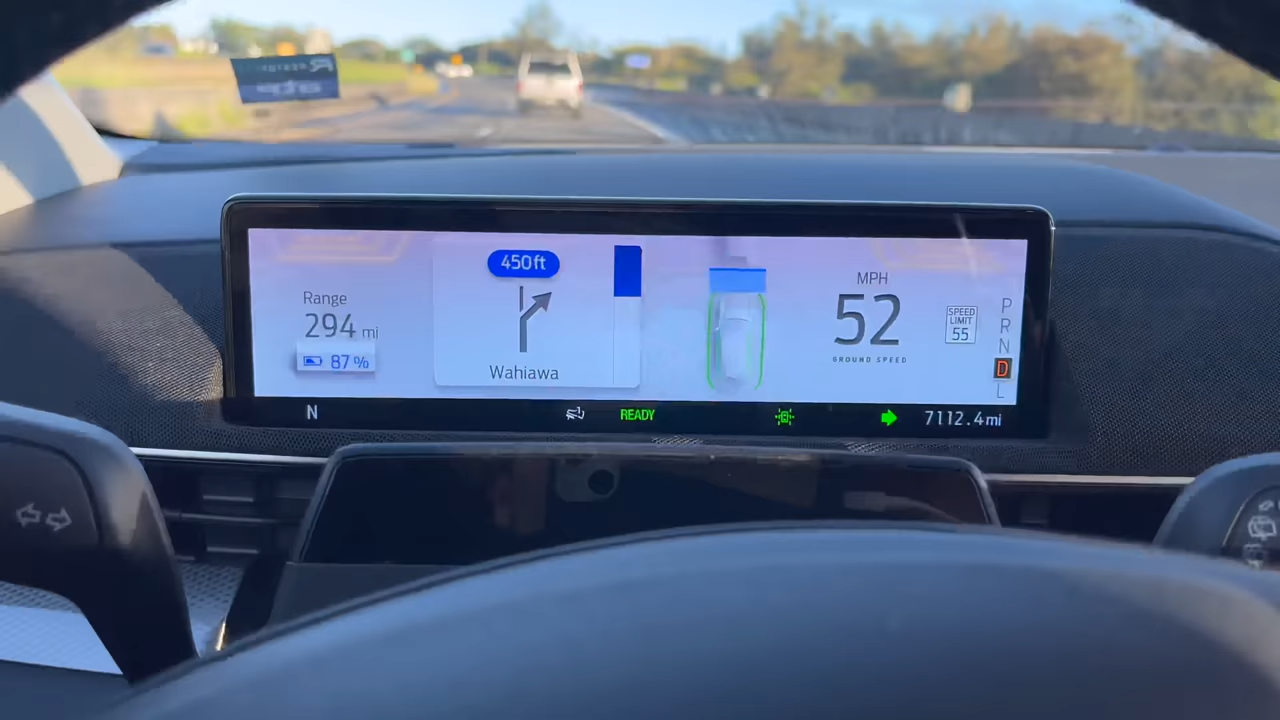 Range
294 mi
87%
450ft
Wahiawa
MPH
52
GROUND SPEED
SPEED
LIMIT
55
P
R
N
D
L
N
READY
7112.4mi